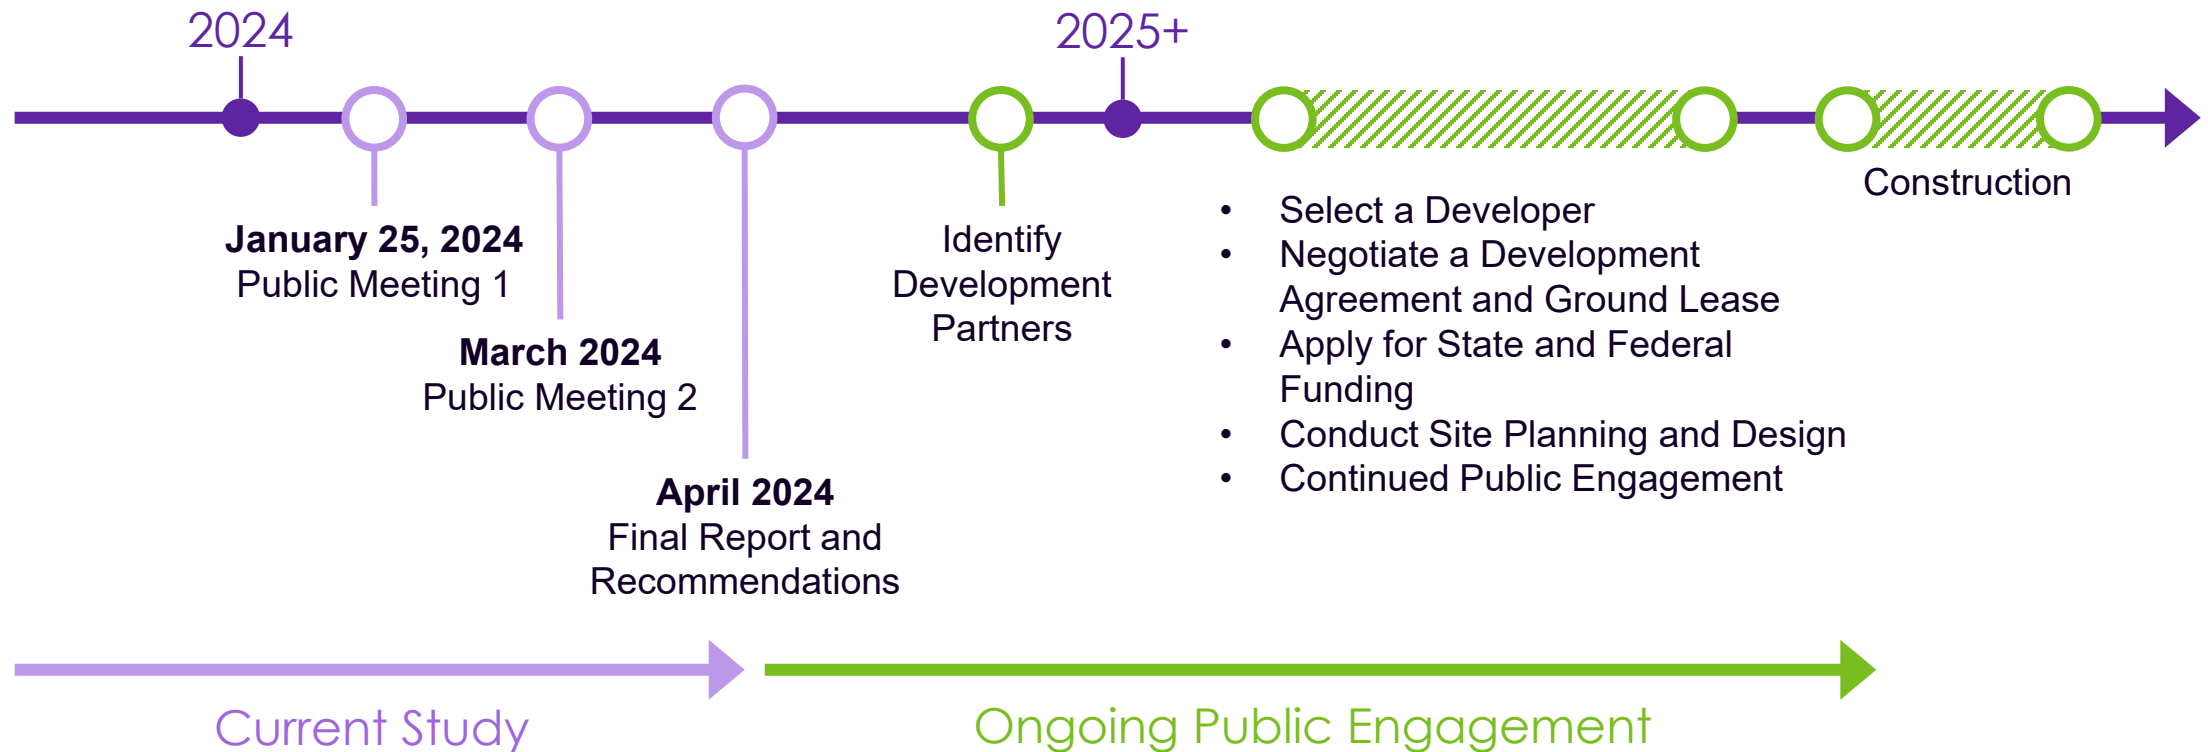 2024
2025+
January 25, 2024
Public Meeting 1
March 2024
Public Meeting 2
April 2024
Final Report and
Recommendations
Identify
Development
Partners
• Select a Developer
• Negotiate a Development
Agreement and Ground Lease
• Apply for State and Federal
Funding
• Conduct Site Planning and Design
• Continued Public Engagement
Construction
Current Study
Ongoing Public Engagement